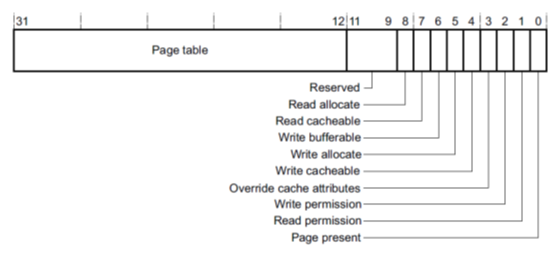 31 12 11 9 8 7 6 5 4 3 2 1 0
Page table
Reserved
Read allocate
Read cacheable
Write bufferable
Write allocate
Write cacheable
Override cache attributes
Write permission
Read permission
Page present